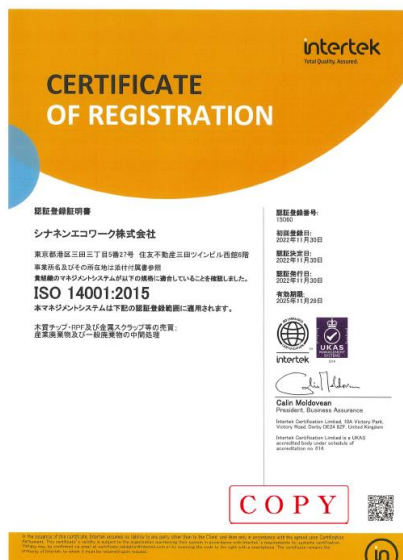 intertek
Total Quality. Assured.
CERTIFICATE
OF REGISTRATION
認証登録証明書
シナネンエコワーク株式会社
東京都港区三田三丁目5番27号 住友不動産三田ツインビル西館6階
事業所名及びその所在地は添付付属書参照
貴組織のマネジメントシステムが以下の規格に適合していることを確認しました。
ISO 14001:2015
本マネジメントシステムは下記の認証登録範囲に適用されます。
木質チップ・RPF及び金属スクラップ等の売買;
産業廃棄物及び一般廃棄物の中間処理
認証登録番号:
15060
初回登録日:
2022年11月30日
認証決定日:
2022年11月30日
認証発行日:
2022年11月30日
有効期限:
2025年11月29日
intertek
UKAS
MANAGEMENT
SYSTEMS
014
Calin Moldovean
President, Business Assurance
Intertek Certification Limited, 10A Victory Park,
Victory Road, Derby DE24 8ZF, United Kingdom
Intertek Certification Limited is a UKAS
accredited body under schedule of
accreditation no. 014.
COPY
in